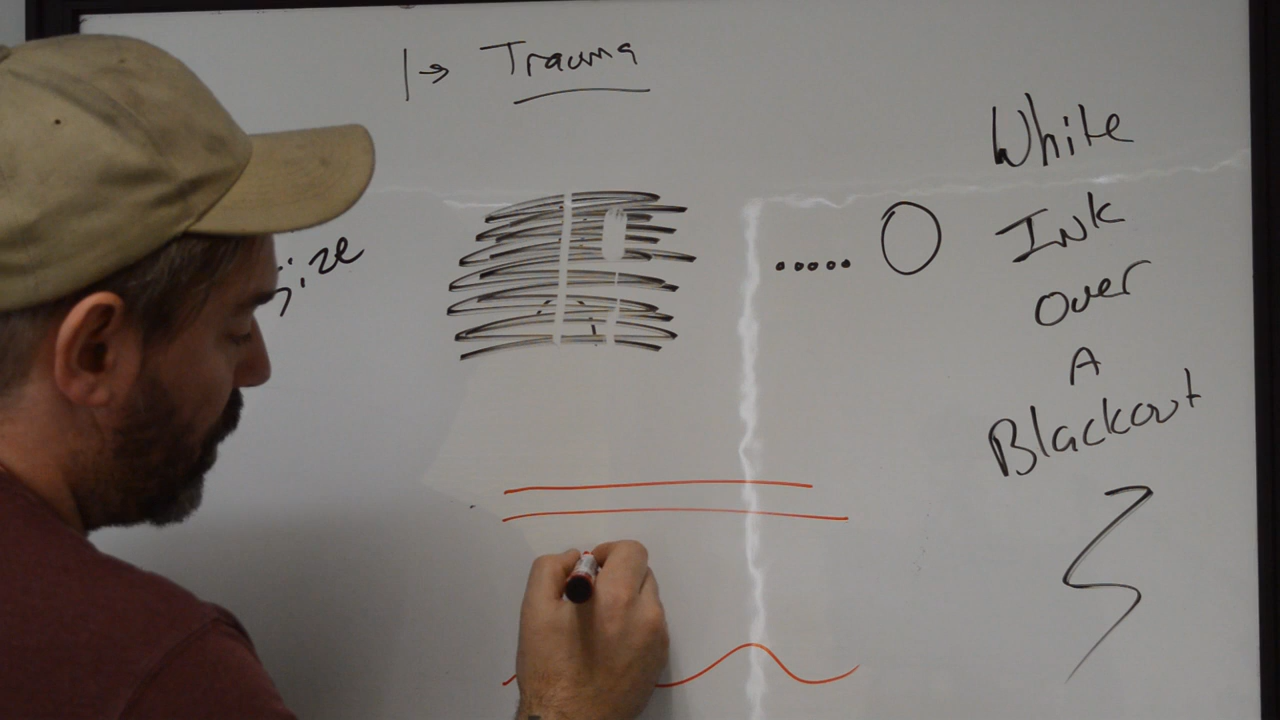 |→ Trauma
White
Ink
Over
A
Blackout